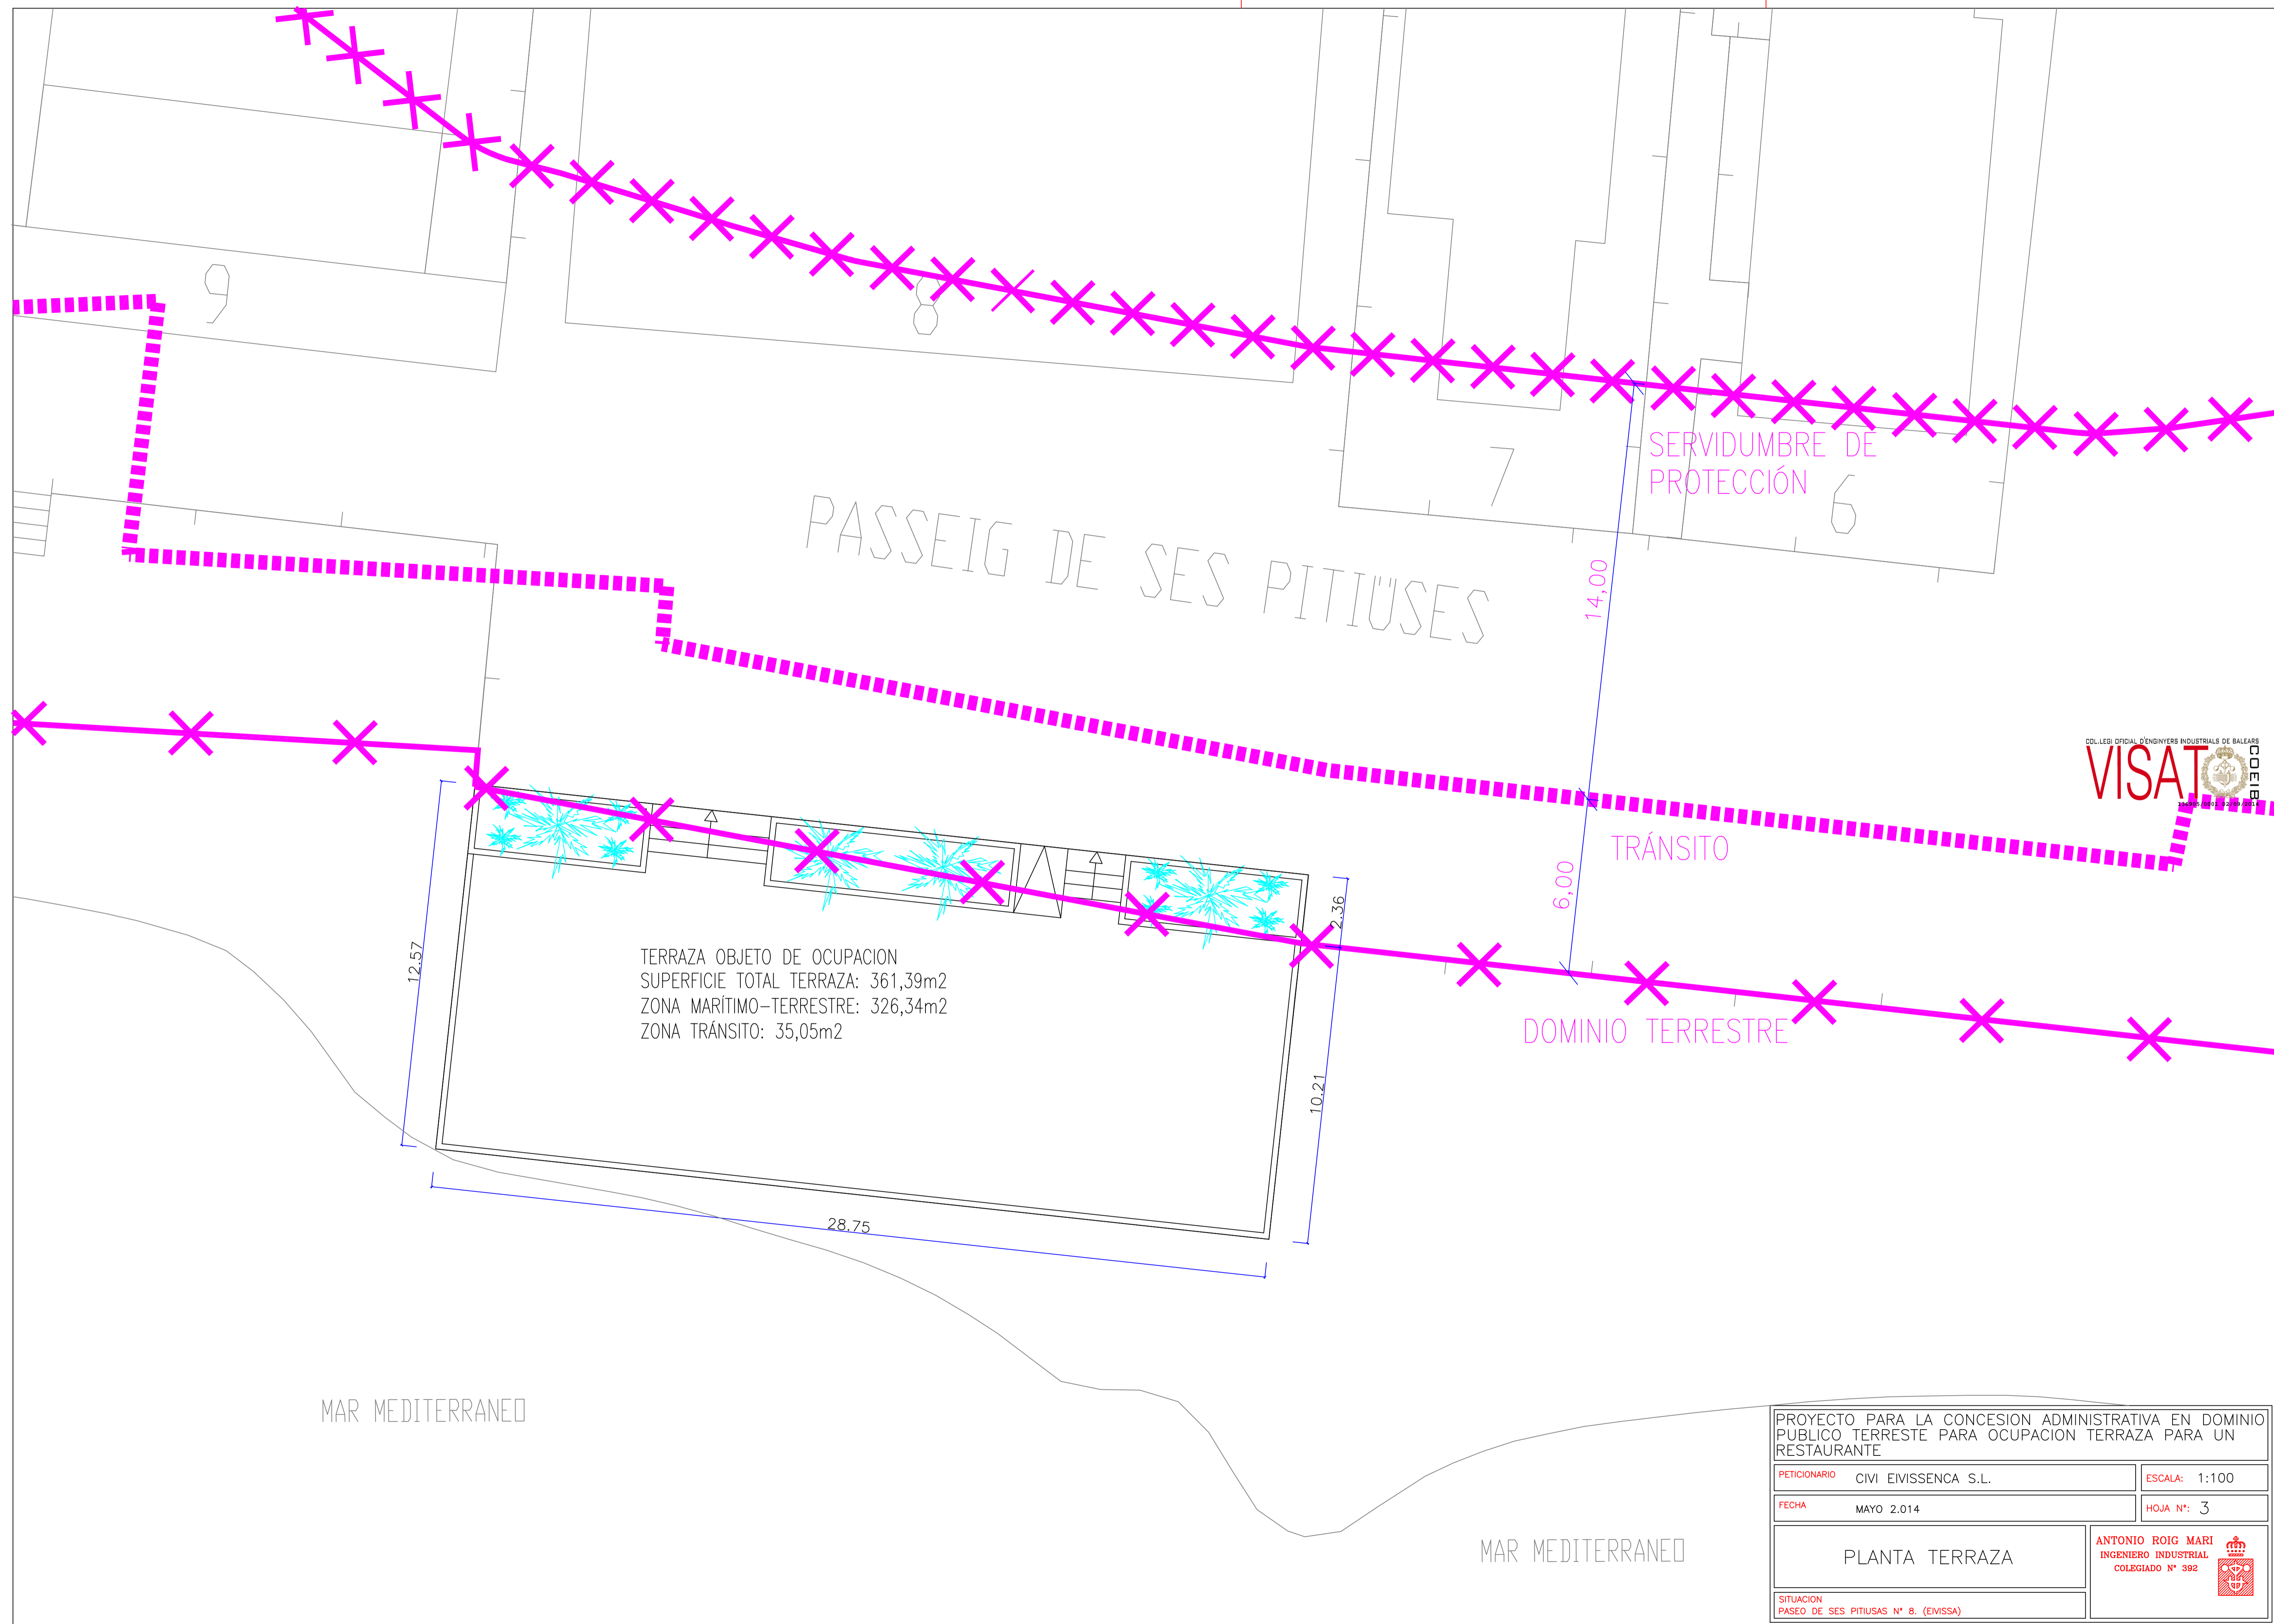 9
8
7
6
SERVIDUMBRE DE
PROTECCIÓN
PASSEIG DE SES PITIÜSES
14,00
COL.LEGI OFICIAL D'ENGINYERS INDUSTRIALS DE BALEARS
VISAT
COEIB
134905/0001 02/09/2014
TRÁNSITO
6,00
2.36
12.57
TERRAZA OBJETO DE OCUPACION
SUPERFICIE TOTAL TERRAZA: 361,39m2
ZONA MARÍTIMO-TERRESTRE: 326,34m2
ZONA TRÁNSITO: 35,05m2
DOMINIO TERRESTRE
10.21
28.75
MAR MEDITERRANEO
MAR MEDITERRANEO
PROYECTO PARA LA CONCESION ADMINISTRATIVA EN DOMINIO
PUBLICO TERRESTE PARA OCUPACION TERRAZA PARA UN
RESTAURANTE
PETICIONARIO CIVI EIVISSENCA S.L.
ESCALA: 1:100
FECHA MAYO 2.014
HOJA Nº: 3
PLANTA TERRAZA
ANTONIO ROIG MARI
INGENIERO INDUSTRIAL
COLEGIADO Nº 392
SITUACION
PASEO DE SES PITIUSAS Nº 8. (EIVISSA)